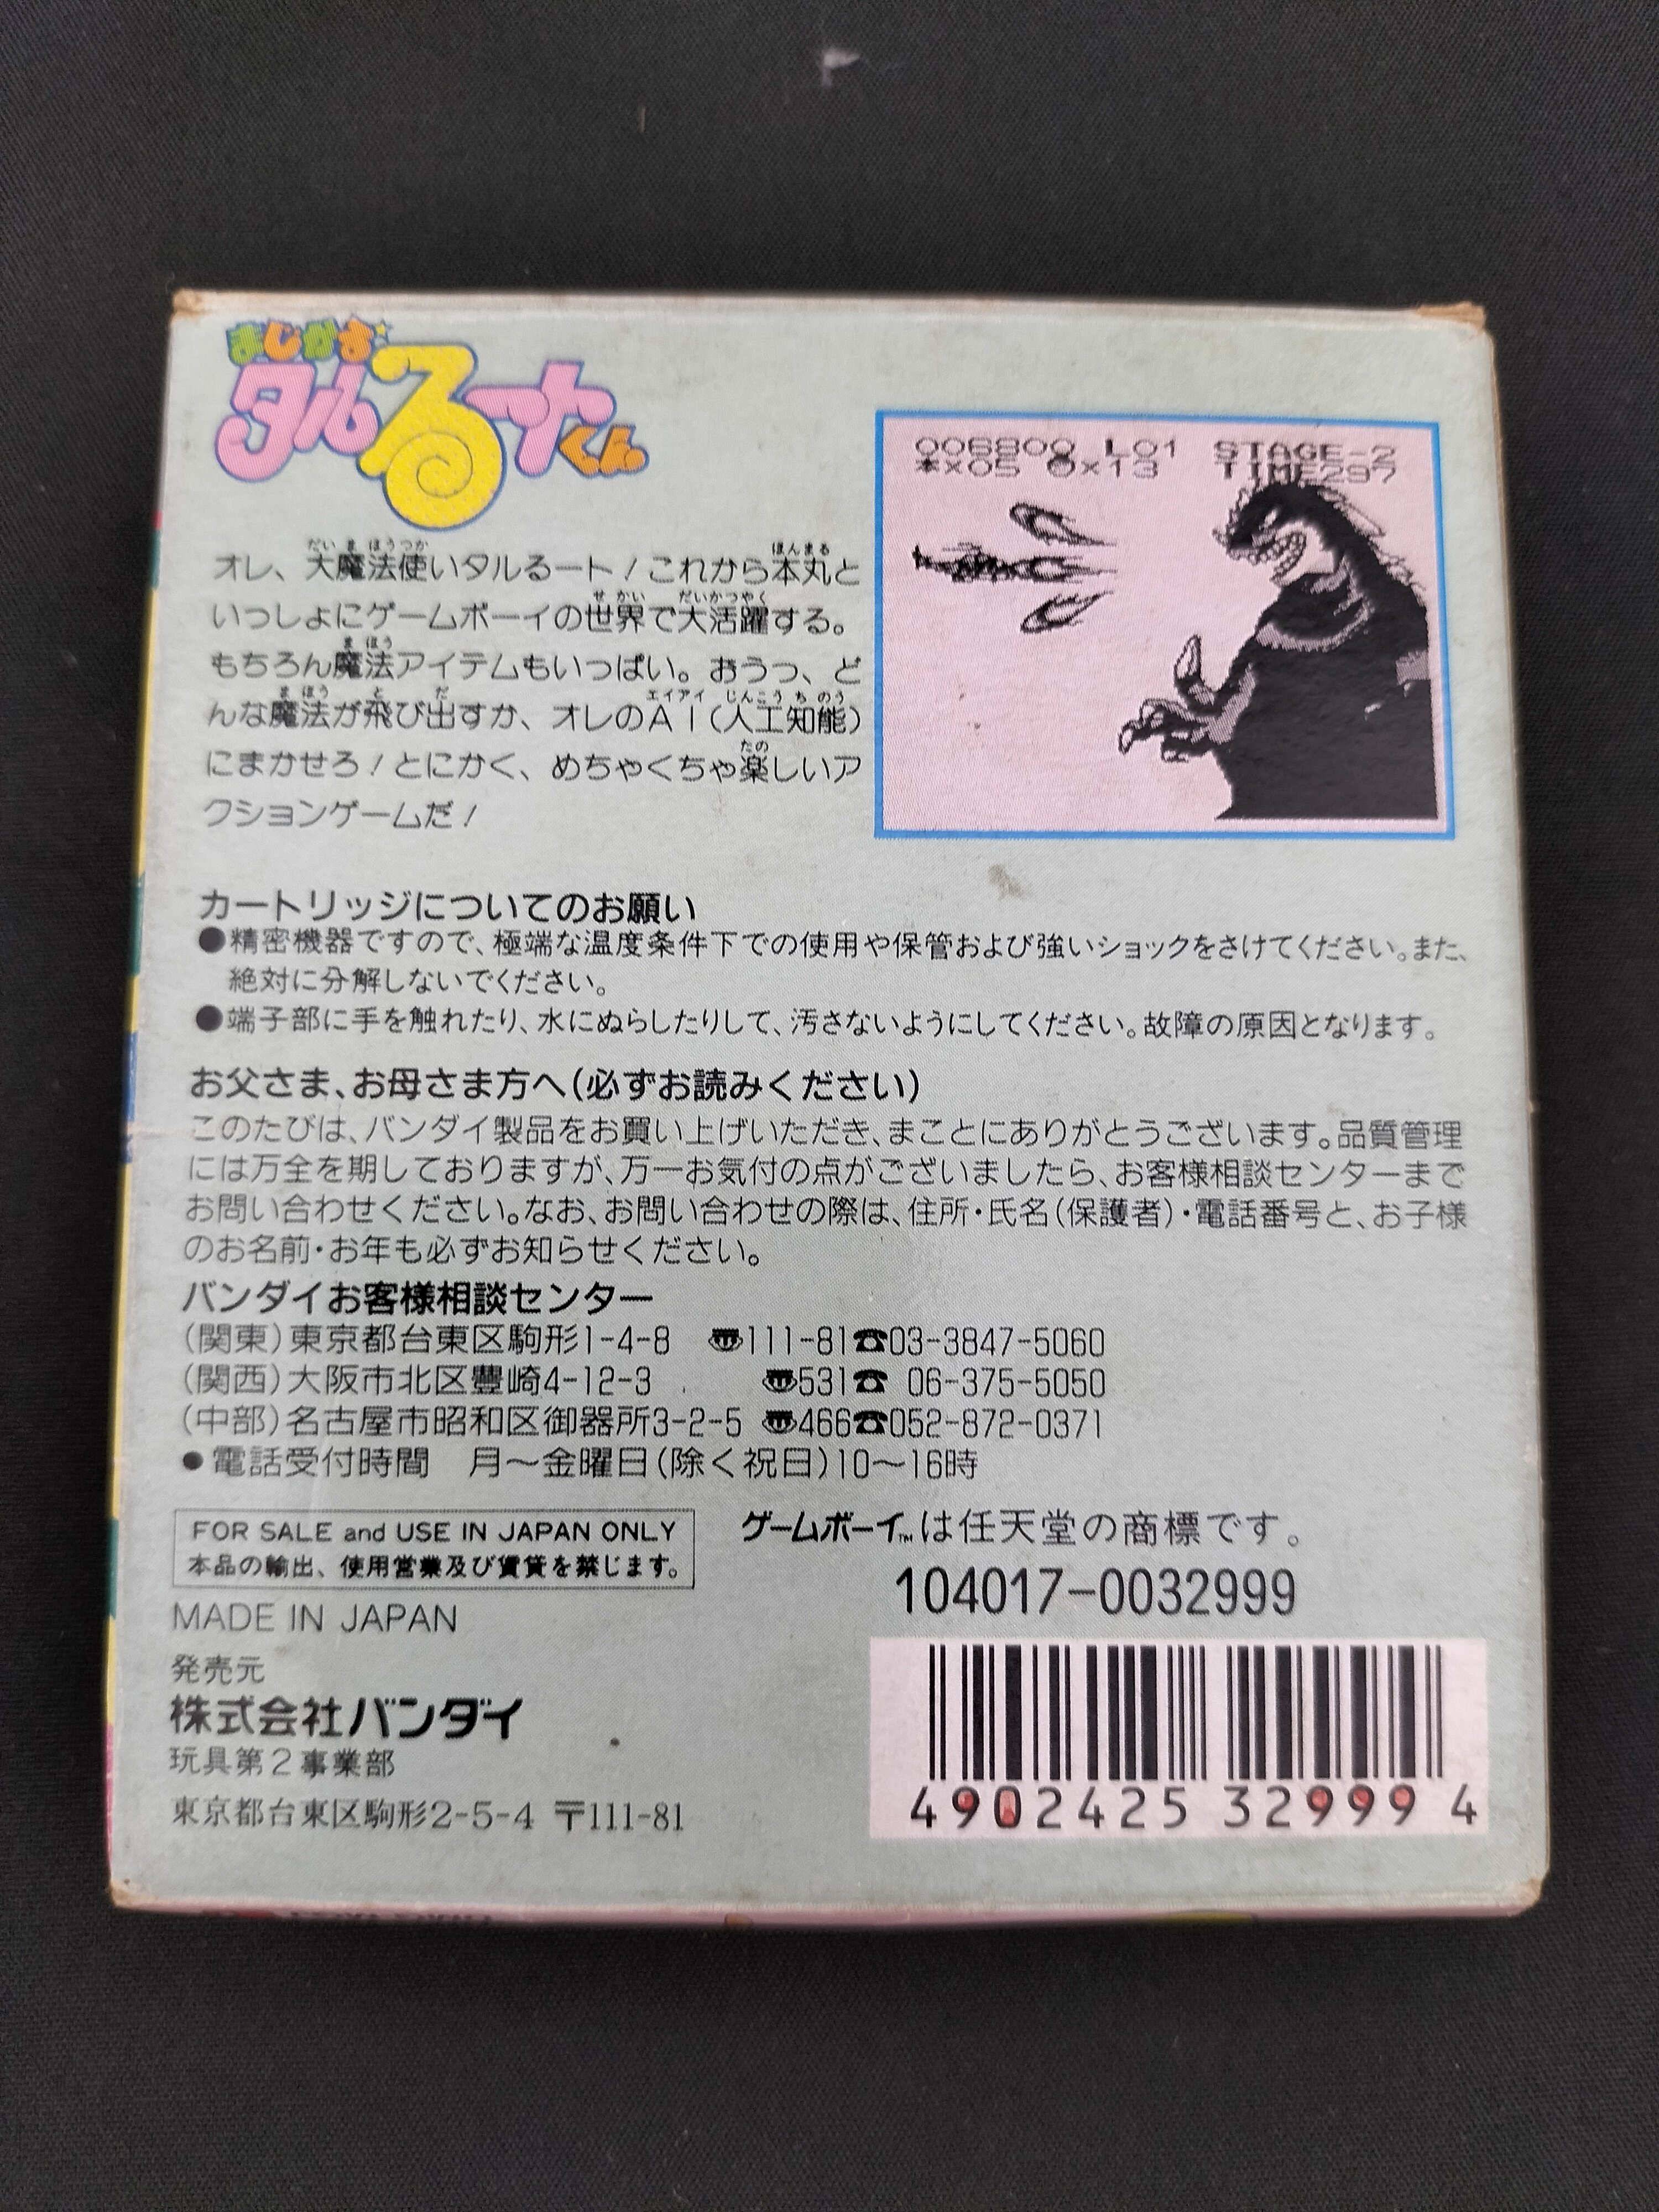 まじかる☆
タルるートくん
オレ、大魔法使いタルるート！これから本丸と
いっしょにゲームボーイの世界で大活躍する。
もちろん魔法アイテムもいっぱい。おうっ、ど
んな魔法が飛び出すか、オレのAI(人工知能)
にまかせろ！とにかく、めちゃくちゃ楽しいア
クションゲームだ！
006800 L01 STAGE-2
×05 ×13 TIME297
カートリッジについてのお願い
●精密機器ですので、極端な温度条件下での使用や保管および強いショックをさけてください。また、
絶対に分解しないでください。
●端子部に手を触れたり、水にぬらしたりして、汚さないようにしてください。故障の原因となります。
お父さま、お母さま方へ(必ずお読みください)
このたびは、バンダイ製品をお買い上げいただき、まことにありがとうございます。品質管理
には万全を期しておりますが、万一お気付の点がございましたら、お客様相談センターまで
お問い合わせください。なお、お問い合わせの際は、住所・氏名(保護者)・電話番号と、お子様
のお名前・お年も必ずお知らせください。
バンダイお客様相談センター
(関東)東京都台東区駒形1-4-8 〠111-81☎03-3847-5060
(関西)大阪市北区豊崎4-12-3 〠531☎ 06-375-5050
(中部)名古屋市昭和区御器所3-2-5 〠466☎052-872-0371
●電話受付時間 月〜金曜日(除く祝日)10〜16時
FOR SALE and USE IN JAPAN ONLY
本品の輸出、使用営業及び賃貸を禁じます。
ゲームボーイ™は任天堂の商標です。
104017-0032999
MADE IN JAPAN
発売元
株式会社バンダイ
玩具第2事業部
東京都台東区駒形2-5-4 〒111-81
4902425329994